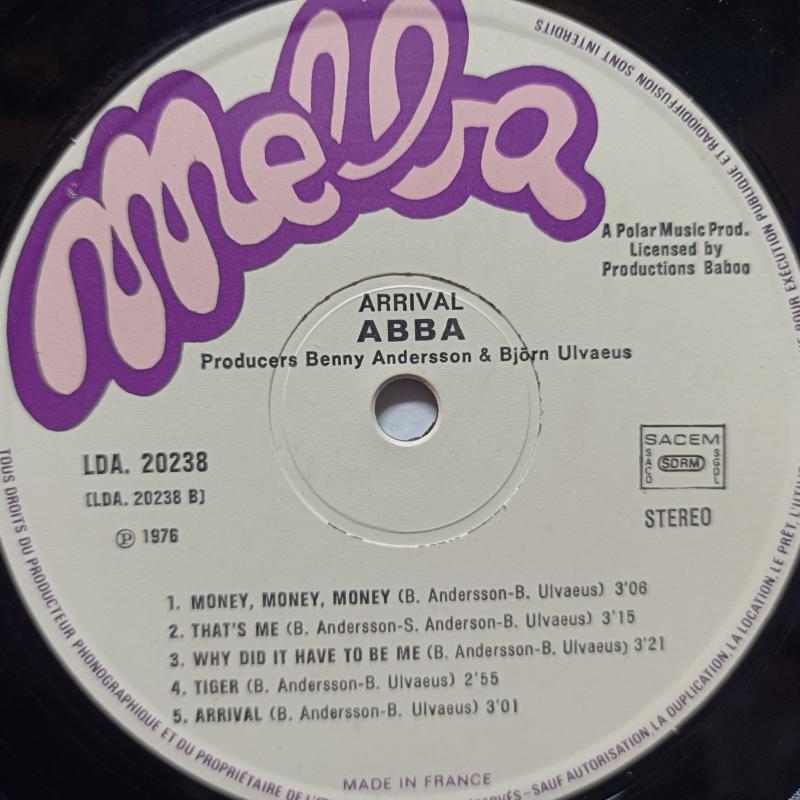 Melba
A Polar Music Prod.
Licensed by
Productions Baboo
ARRIVAL
ABBA
Producers Benny Andersson & Björn Ulvaeus
LDA. 20238
(LDA. 20238 B)
℗ 1976
SACEM
SACD
SDRM
SGDL
STEREO
1. MONEY, MONEY, MONEY (B. Andersson-B. Ulvaeus) 3'06
2. THAT'S ME (B. Andersson-S. Anderson-B. Ulvaeus) 3'15
3. WHY DID IT HAVE TO BE ME (B. Andersson-B. Ulvaeus) 3'21
4. TIGER (B. Andersson-B. Ulvaeus) 2'55
5. ARRIVAL (B. Andersson-B. Ulvaeus) 3'01
MADE IN FRANCE
TOUS DROITS DU PRODUCTEUR PHONOGRAPHIQUE ET DU PROPRIÉTAIRE DE - SAUF AUTORISATION, LA DUPLICATION, LA LOCATION, LE PRÊT, POUR EXÉCUTION PUBLIQUE ET RADIODIFFUSION SONT INTERDITS